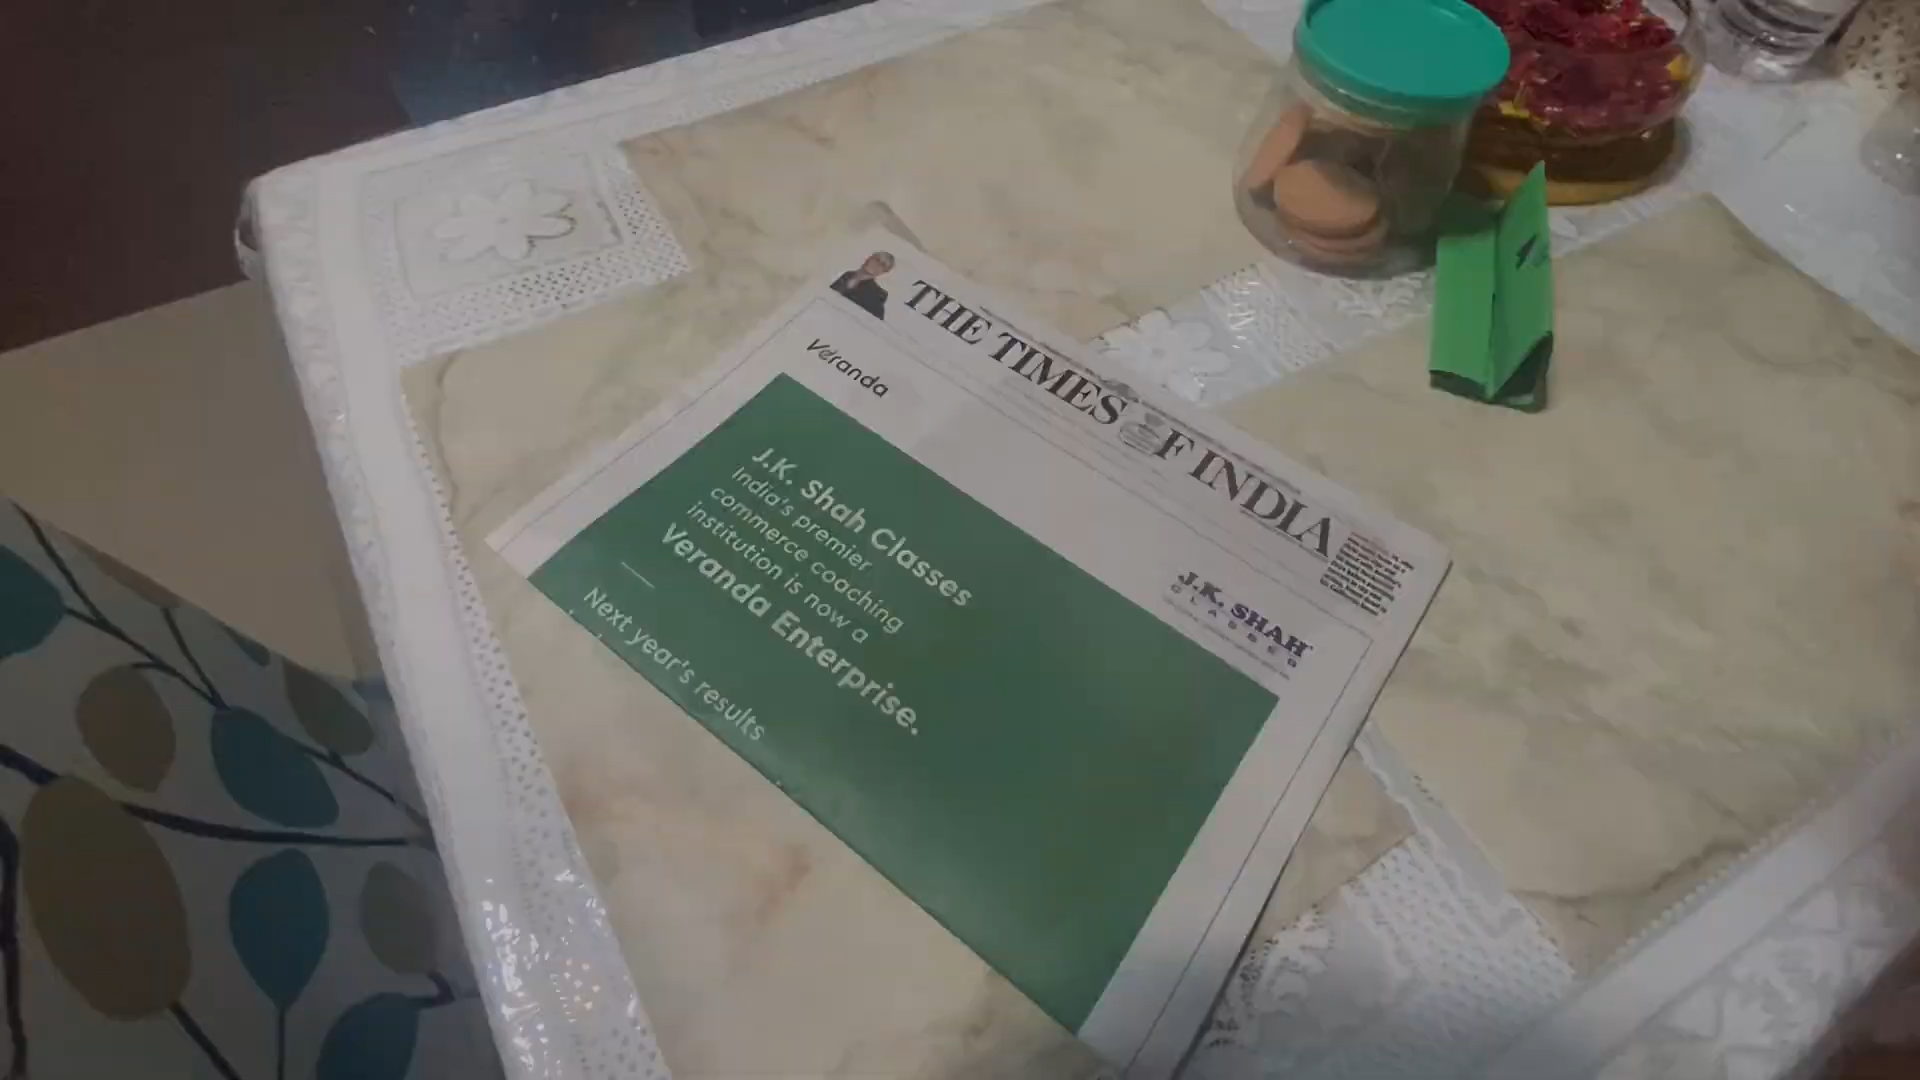 THE TIMES OF INDIA
Veranda
J.K. SHAH
CLASSES
J.K. Shah Classes
India's premier
commerce coaching
institution is now a
Veranda Enterprise.
Next year's results